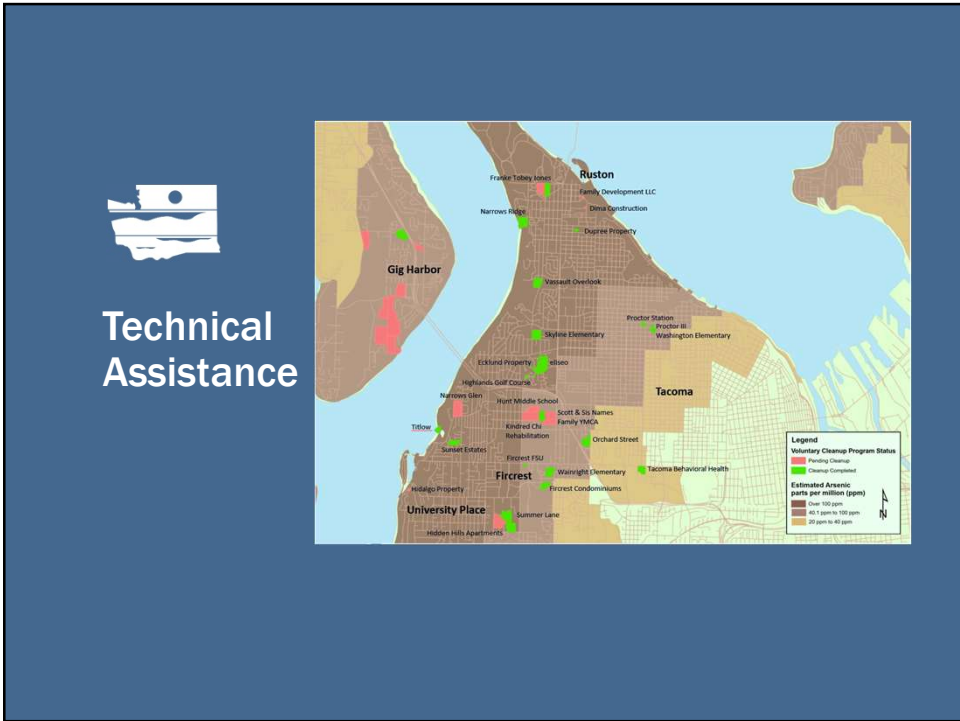 Technical
Assistance
Ruston
Franke Tobey Jones
Family Development LLC
Dima Construction
Narrows Ridge
Dupree Property
Gig Harbor
Vassault Overlook
Proctor Station
Proctor III
Washington Elementary
Skyline Elementary
Ecklund Property
eliseo
Highlands Golf Course
Tacoma
Narrows Glen
Hunt Middle School
Scott & Sis Names
Family YMCA
Kindred Chi
Rehabilitation
Titlow
Orchard Street
Sunset Estates
Fircrest FSU
Fircrest
Wainright Elementary
Tacoma Behavioral Health
Hidalgo Property
Fircrest Condominiums
University Place
Summer Lane
Hidden Hills Apartments
Legend
Voluntary Cleanup Program Status
Pending Cleanup
Cleanup Completed
Estimated Arsenic
parts per million (ppm)
Over 100 ppm
40.1 ppm to 100 ppm
20 ppm to 40 ppm
N